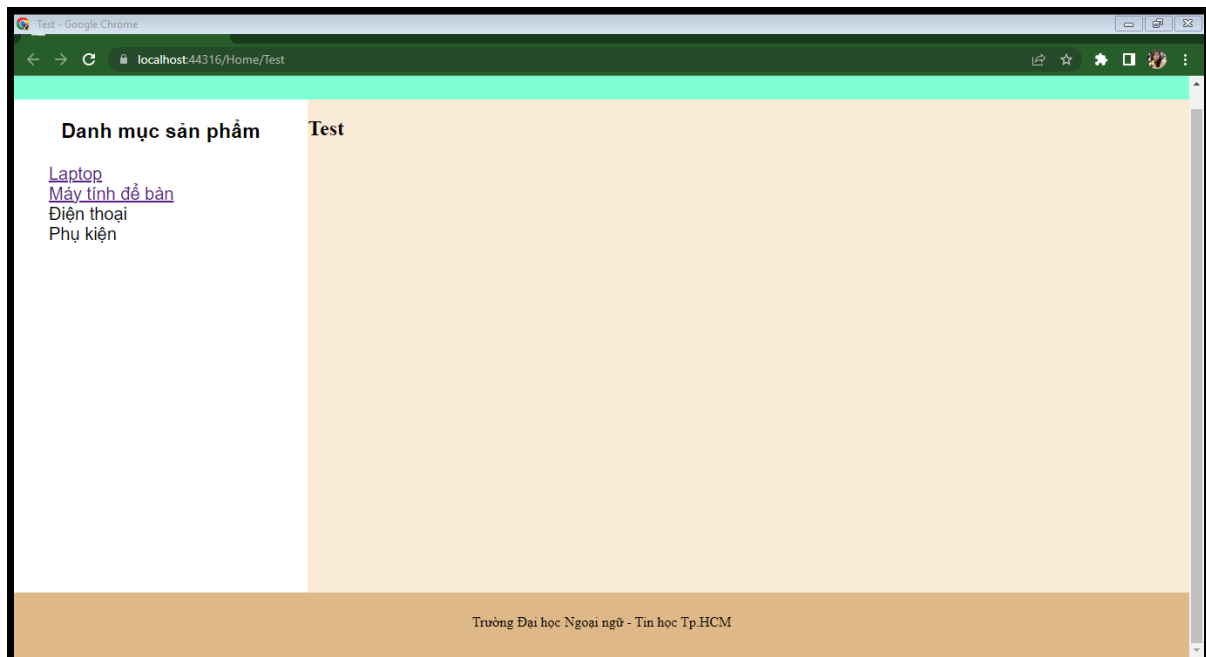 Test - Google Chrome
localhost:44316/Home/Test
Danh mục sản phẩm
Test
Laptop
Máy tính để bàn
Điện thoại
Phụ kiện
Trường Đại học Ngoại ngữ - Tin học Tp.HCM